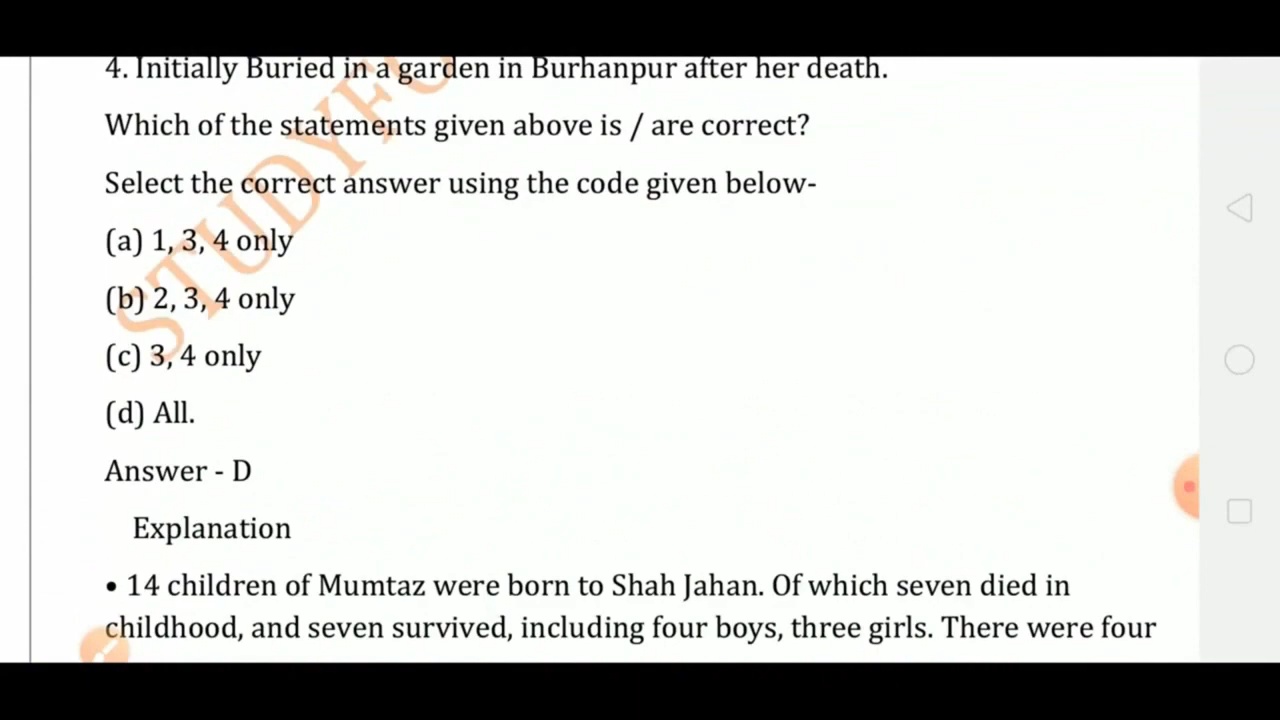 4. Initially Buried in a garden in Burhanpur after her death.
Which of the statements given above is / are correct?
Select the correct answer using the code given below-
(a) 1, 3, 4 only
(b) 2, 3, 4 only
(c) 3, 4 only
(d) All.
Answer - D
Explanation
• 14 children of Mumtaz were born to Shah Jahan. Of which seven died in
childhood, and seven survived, including four boys, three girls. There were four